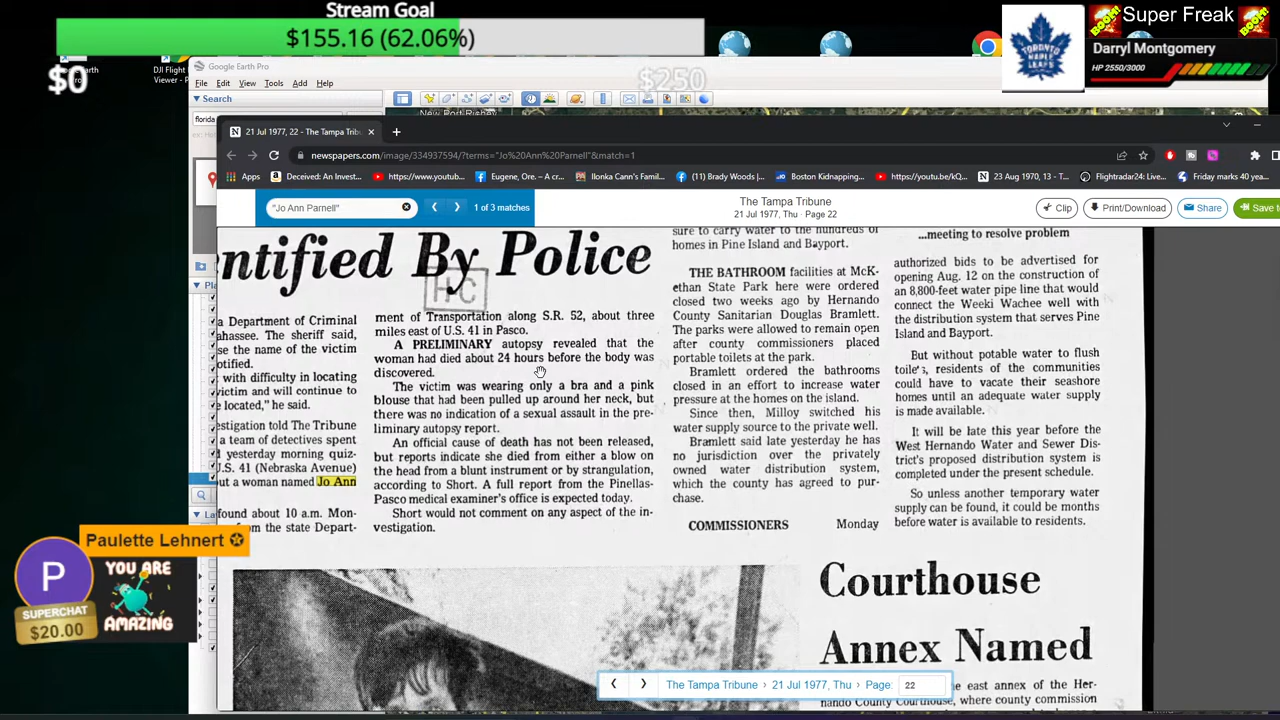 Stream Goal
$155.16 (62.06%)
$0
$250
Super Freak
BOOM!
BOOM!
TORONTO
MAPLE
LEAFS
Darryl Montgomery
HP 2550/3000
DJI Flight
Viewer - P
Google Earth Pro
File Edit View Tools Add Help
Search
florida
New Port Richey
21 Jul 1977, 22 - The Tampa Tribu
newspapers.com/image/334937594/?terms="Jo%20Ann%20Parnell"&match=1
Apps
Deceived: An Invest...
https://www.youtub...
Eugene, Ore. – A cr...
Ilonka Cann's Famil...
(11) Brady Woods |...
Boston Kidnapping...
https://youtu.be/kQ...
23 Aug 1970, 13 - T...
Flightradar24: Live...
Friday marks 40 yea...
"Jo Ann Parnell"
1 of 3 matches
The Tampa Tribune
21 Jul 1977, Thu · Page 22
Clip
Print/Download
Share
Save to
ntified By Police
HC
a Department of Criminal
ahassee. The sheriff said,
se the name of the victim
otified.
with difficulty in locating
victim and will continue to
e located," he said.
estigation told The Tribune
a team of detectives spent
d yesterday morning quiz-
U.S. 41 (Nebraska Avenue)
ut a woman named Jo Ann
found about 10 a.m. Mon-
from the state Depart-
ment of Transportation along S.R. 52, about three
miles east of U.S. 41 in Pasco.
A PRELIMINARY autopsy revealed that the
woman had died about 24 hours before the body was
discovered.
The victim was wearing only a bra and a pink
blouse that had been pulled up around her neck, but
there was no indication of a sexual assault in the pre-
liminary autopsy report.
An official cause of death has not been released,
but reports indicate she died from either a blow on
the head from a blunt instrument or by strangulation,
according to Short. A full report from the Pinellas-
Pasco medical examiner's office is expected today.
Short would not comment on any aspect of the in-
vestigation.
sure to carry water to the hundreds of
homes in Pine Island and Bayport.
THE BATHROOM facilities at McK-
ethan State Park here were ordered
closed two weeks ago by Hernando
County Sanitarian Douglas Bramlett.
The parks were allowed to remain open
after county commissioners placed
portable toilets at the park.
Bramlett ordered the bathrooms
closed in an effort to increase water
pressure at the homes on the island.
Since then, Milloy switched his
water supply source to the private well.
Bramlett said late yesterday he has
no jurisdiction over the privately
owned water distribution system,
which the county has agreed to pur-
chase.
COMMISSIONERS Monday
...meeting to resolve problem
authorized bids to be advertised for
opening Aug. 12 on the construction of
an 8,800-feet water pipe line that would
connect the Weeki Wachee well with
the distribution system that serves Pine
Island and Bayport.
But without potable water to flush
toilets, residents of the communities
could have to vacate their seashore
homes until an adequate water supply
is made available.
It will be late this year before the
West Hernando Water and Sewer Dis-
trict's proposed distribution system is
completed under the present schedule.
So unless another temporary water
supply can be found, it could be months
before water is available to residents.
Courthouse
Annex Named
e east annex of the Her-
nando County Courthouse, where county commission
Paulette Lehnert
P
SUPERCHAT
$20.00
YOU ARE
AMAZING
The Tampa Tribune › 21 Jul 1977, Thu › Page: 22